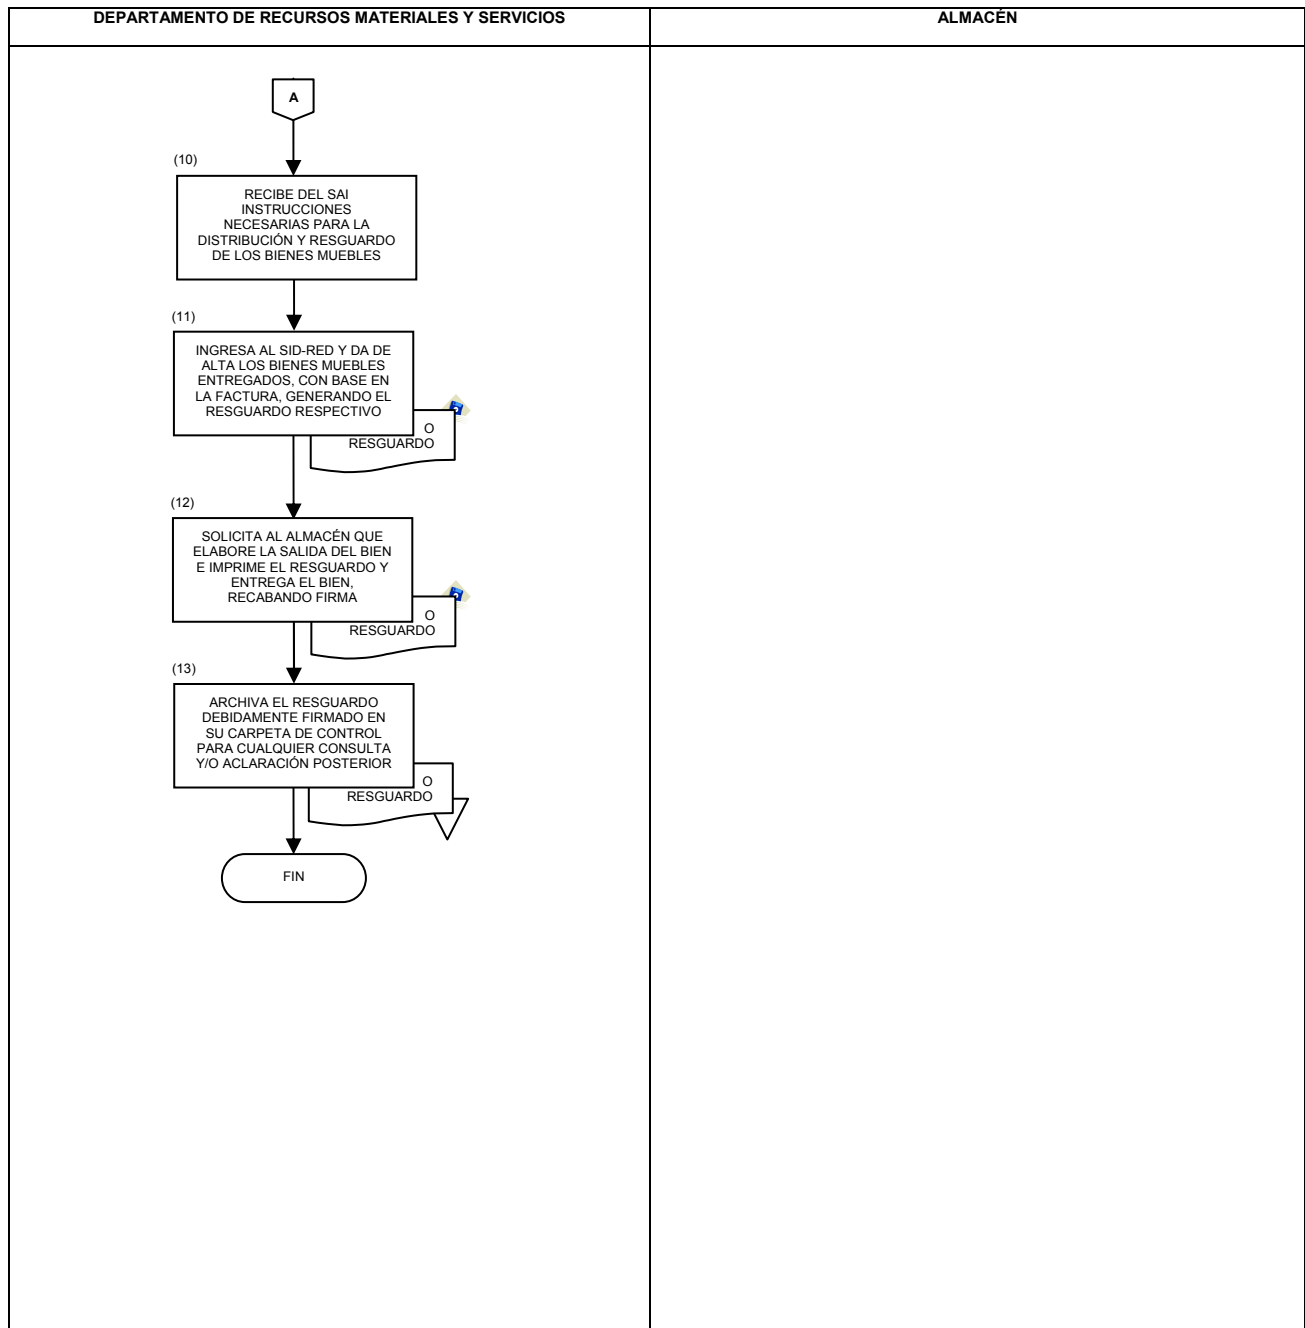 DEPARTAMENTO DE RECURSOS MATERIALES Y SERVICIOS
ALMACÉN
A
(10)
RECIBE DEL SAI
INSTRUCCIONES
NECESARIAS PARA LA
DISTRIBUCIÓN Y RESGUARDO
DE LOS BIENES MUEBLES
(11)
INGRESA AL SID-RED Y DA DE
ALTA LOS BIENES MUEBLES
ENTREGADOS, CON BASE EN
LA FACTURA, GENERANDO EL
RESGUARDO RESPECTIVO
O
RESGUARDO
(12)
SOLICITA AL ALMACÉN QUE
ELABORE LA SALIDA DEL BIEN
E IMPRIME EL RESGUARDO Y
ENTREGA EL BIEN,
RECABANDO FIRMA
O
RESGUARDO
(13)
ARCHIVA EL RESGUARDO
DEBIDAMENTE FIRMADO EN
SU CARPETA DE CONTROL
PARA CUALQUIER CONSULTA
Y/O ACLARACIÓN POSTERIOR
O
RESGUARDO
FIN